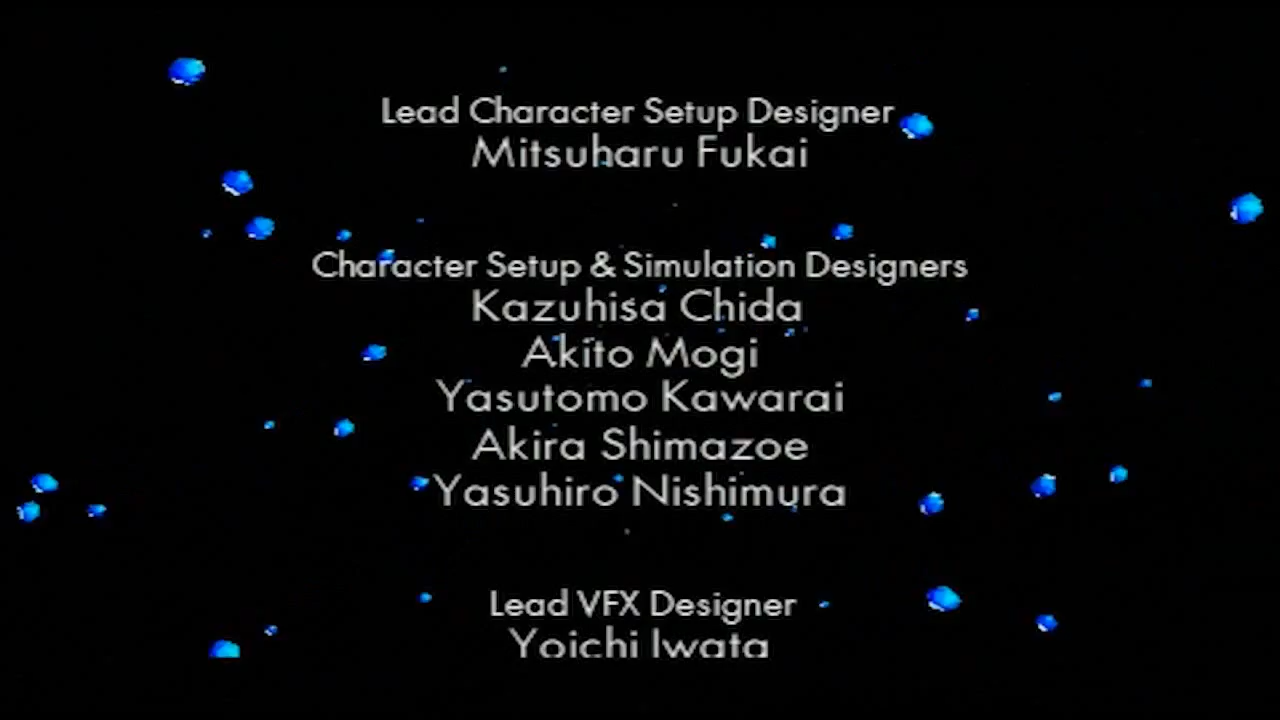 Lead Character Setup Designer
Mitsuharu Fukai
Character Setup & Simulation Designers
Kazuhisa Chida
Akito Mogi
Yasutomo Kawarai
Akira Shimazoe
Yasuhiro Nishimura
Lead VFX Designer
Yoichi Iwata